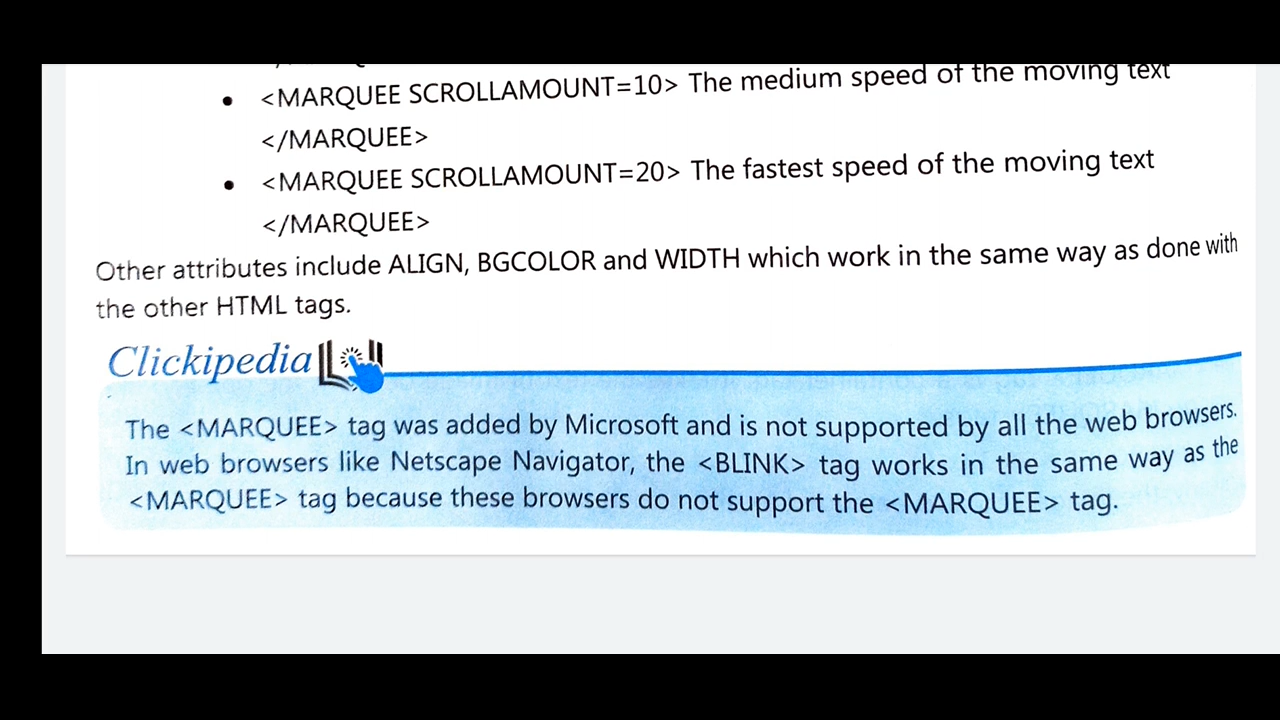 • <MARQUEE SCROLLAMOUNT=10> The medium speed of the moving text
</MARQUEE>
• <MARQUEE SCROLLAMOUNT=20> The fastest speed of the moving text
</MARQUEE>
Other attributes include ALIGN, BGCOLOR and WIDTH which work in the same way as done with
the other HTML tags.
Clickipedia
The <MARQUEE> tag was added by Microsoft and is not supported by all the web browsers.
In web browsers like Netscape Navigator, the <BLINK> tag works in the same way as the
<MARQUEE> tag because these browsers do not support the <MARQUEE> tag.